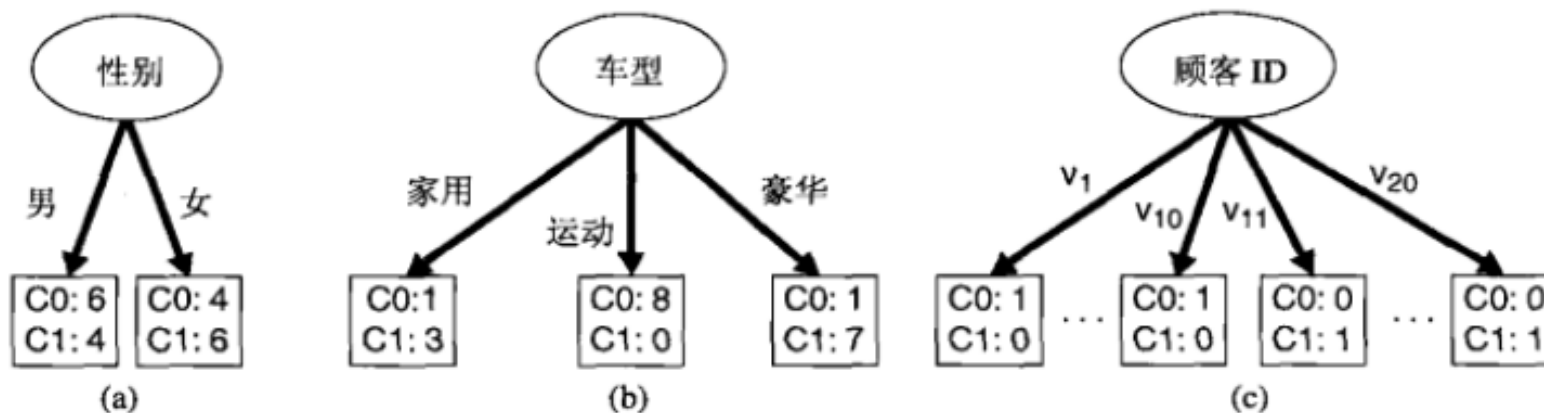 性别
车型
顾客 ID
男
女
家用
运动
豪华
v1
v10
v11
v20
C0: 6
C1: 4
C0: 4
C1: 6
C0: 1
C1: 3
C0: 8
C1: 0
C0: 1
C1: 7
C0: 1
C1: 0
...
C0: 1
C1: 0
C0: 0
C1: 1
...
C0: 0
C1: 1
(a)
(b)
(c)